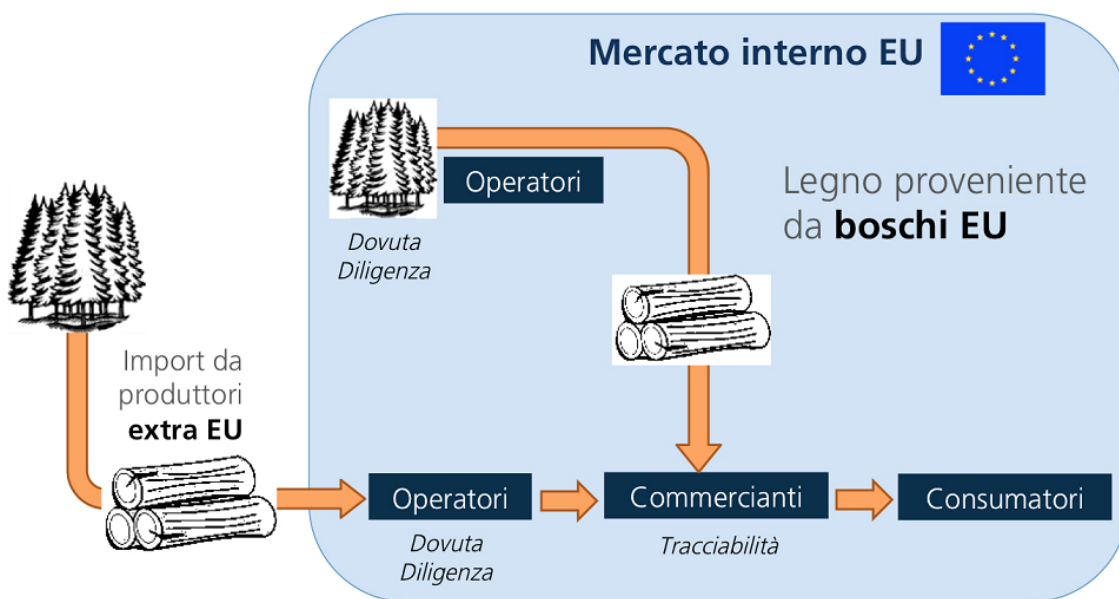 Mercato interno EU
Operatori
Dovuta
Diligenza
Legno proveniente
da boschi EU
Import da
produttori
extra EU
Operatori
Dovuta
Diligenza
Commercianti
Tracciabilità
Consumatori